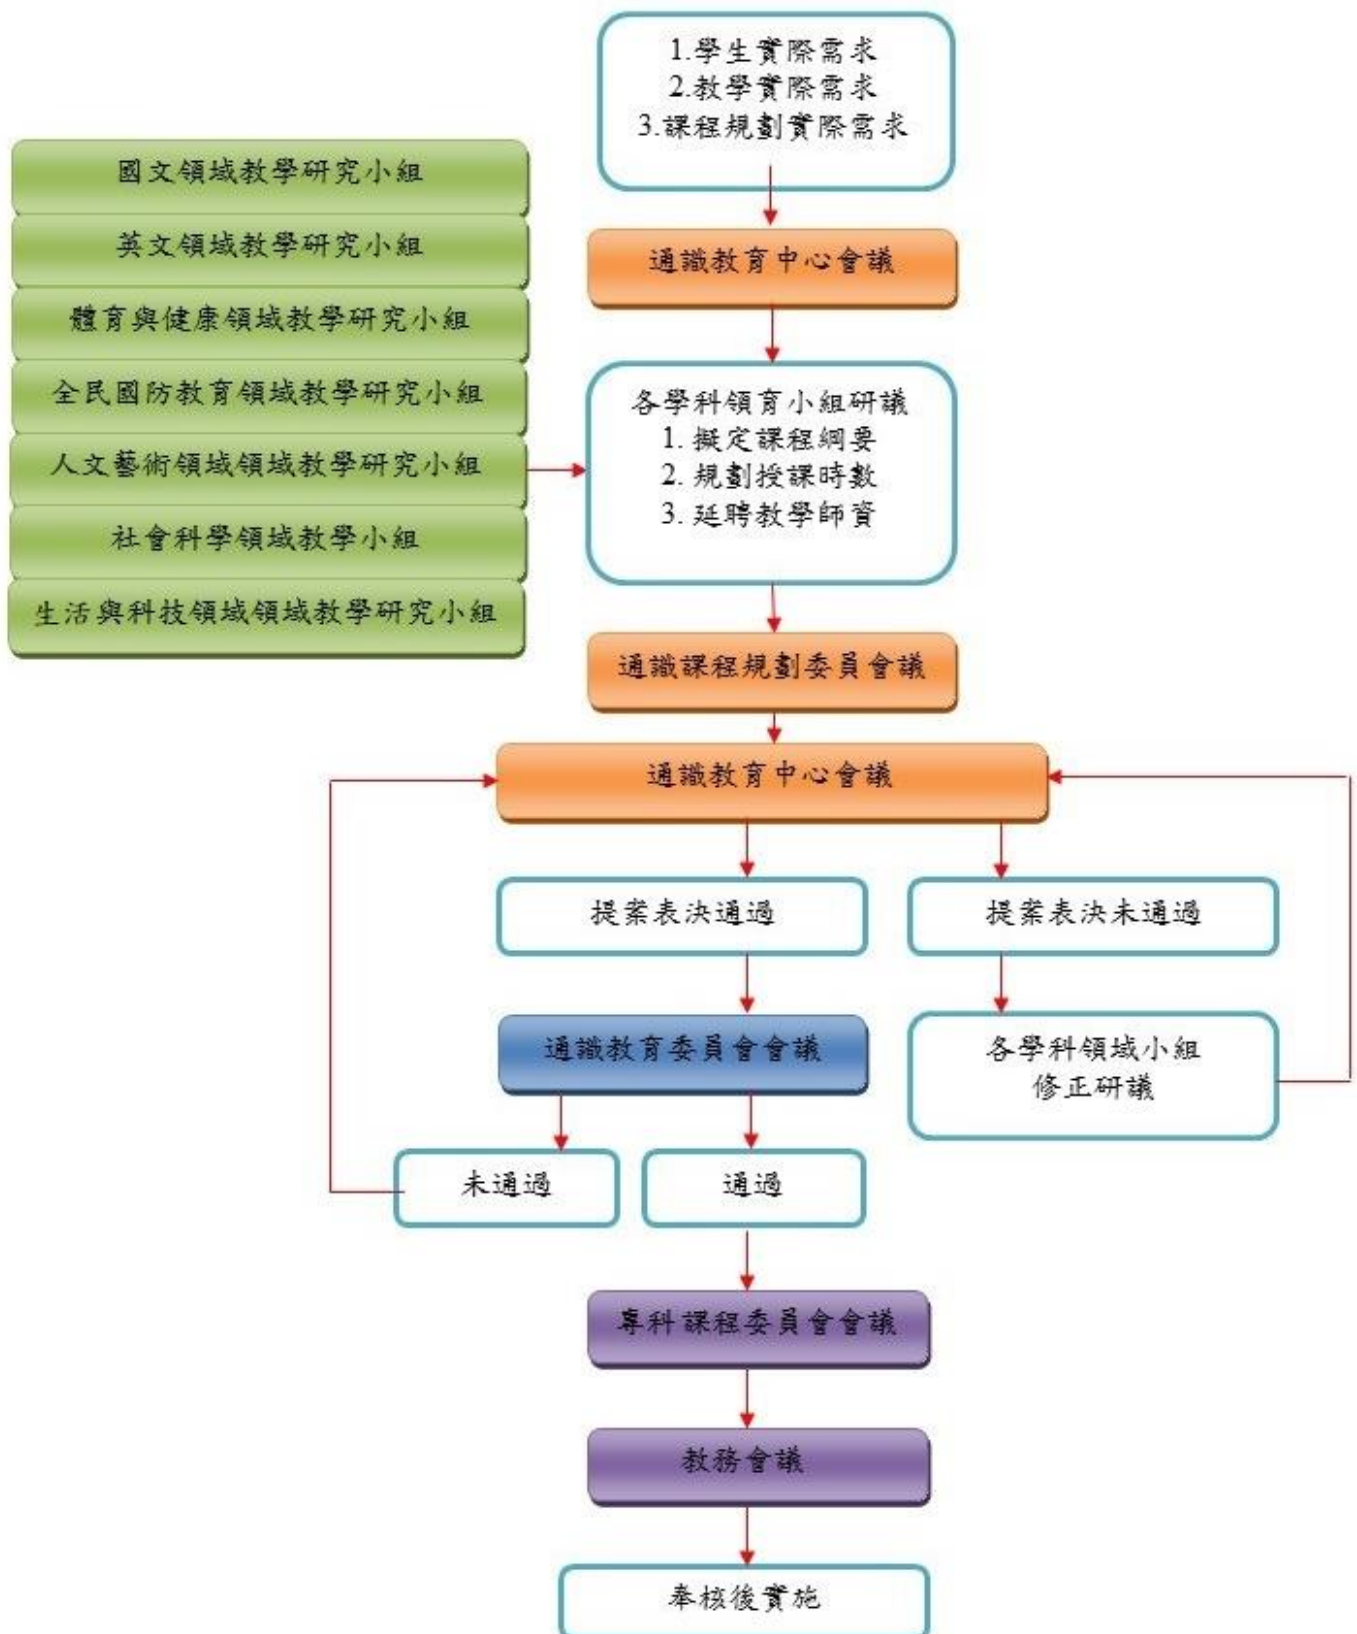 1.學生實際需求
2.教學實際需求
3.課程規劃實際需求
國文領域教學研究小組
英文領域教學研究小組
體育與健康領域教學研究小組
全民國防教育領域教學研究小組
人文藝術領域領域教學研究小組
社會科學領域教學小組
生活與科技領域領域教學研究小組
通識教育中心會議
各學科領育小組研議
1. 擬定課程綱要
2. 規劃授課時數
3. 延聘教學師資
通識課程規劃委員會議
通識教育中心會議
提案表決通過
提案表決未通過
通識教育委員會會議
各學科領域小組
修正研議
未通過
通過
專科課程委員會會議
教務會議
奉核後實施